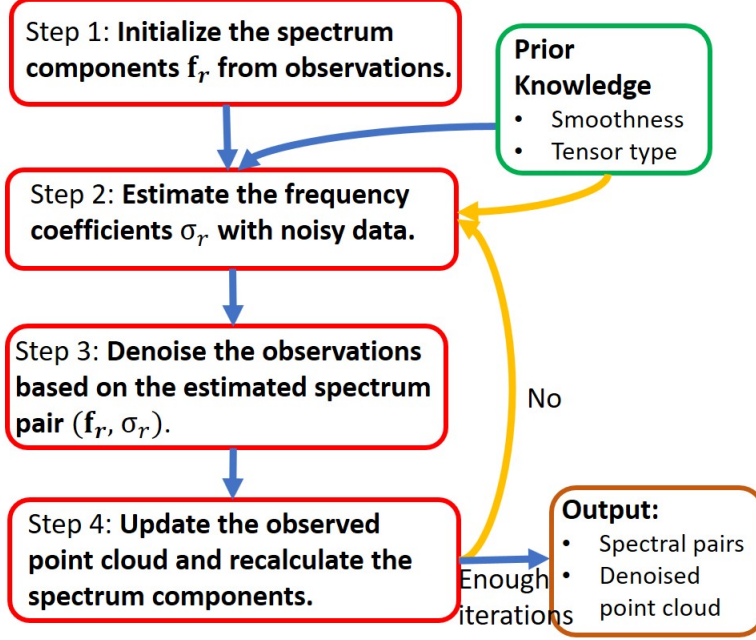 Step 1: Initialize the spectrum
components f_r from observations.
Prior
Knowledge
• Smoothness
• Tensor type
Step 2: Estimate the frequency
coefficients σ_r with noisy data.
Step 3: Denoise the observations
based on the estimated spectrum
pair (f_r, σ_r).
No
Step 4: Update the observed
point cloud and recalculate the
spectrum components.
Enough
iterations
Output:
• Spectral pairs
• Denoised
point cloud